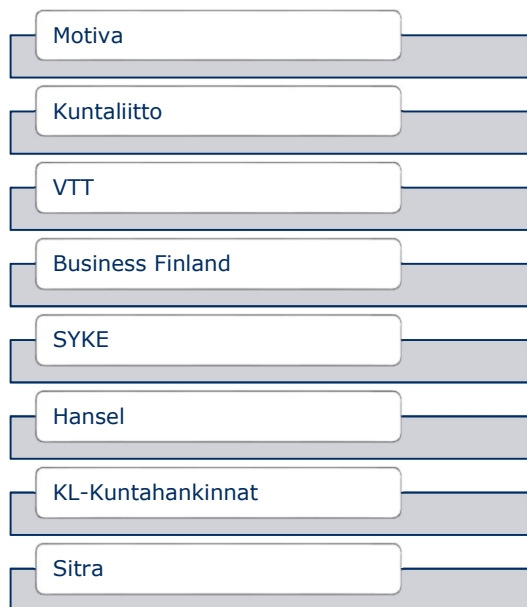 Motiva
Kuntaliitto
VTT
Business Finland
SYKE
Hansel
KL-Kuntahankinnat
Sitra